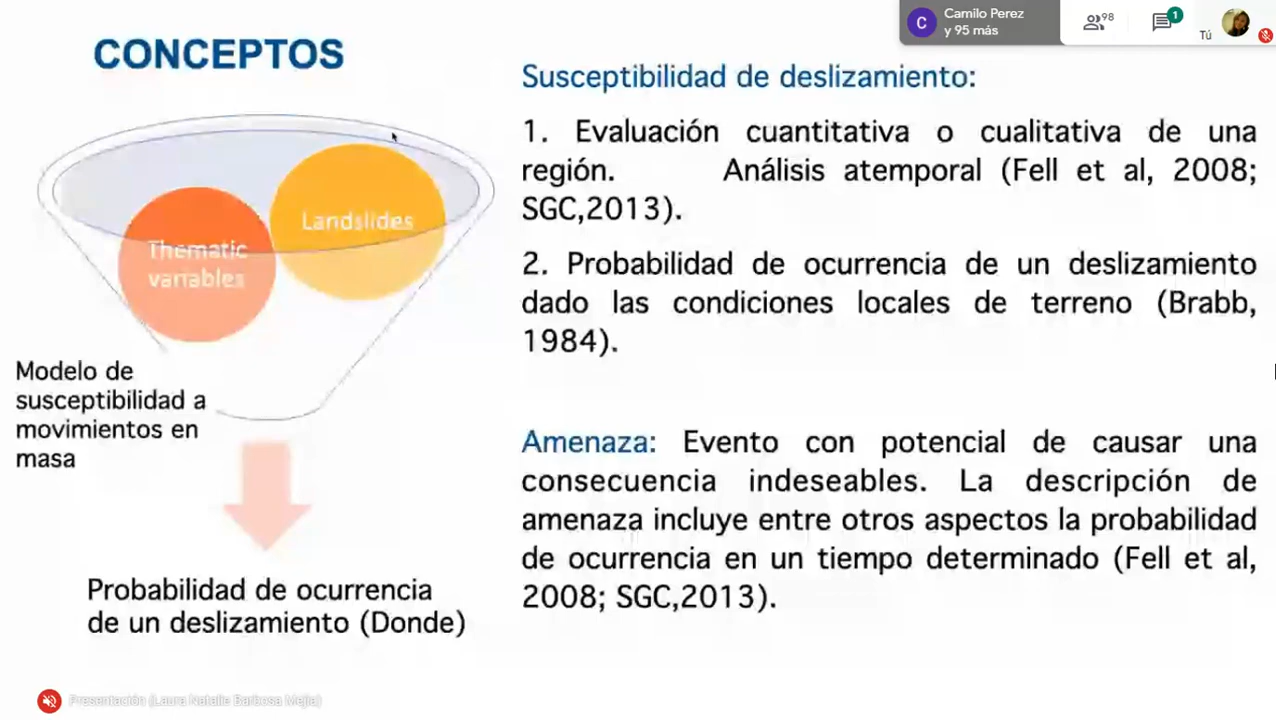 Camilo Perez
C
y 95 más
98
1
Tú
CONCEPTOS
Landslides
Thematic
variables
Modelo de
susceptibilidad a
movimientos en
masa
Probabilidad de ocurrencia
de un deslizamiento (Donde)
Susceptibilidad de deslizamiento:
1. Evaluación cuantitativa o cualitativa de una
región. Análisis atemporal (Fell et al, 2008;
SGC,2013).
2. Probabilidad de ocurrencia de un deslizamiento
dado las condiciones locales de terreno (Brabb,
1984).
Amenaza: Evento con potencial de causar una
consecuencia indeseables. La descripción de
amenaza incluye entre otros aspectos la probabilidad
de ocurrencia en un tiempo determinado (Fell et al,
2008; SGC,2013).
Presentación (Laura Natalie Barbosa Mejia)